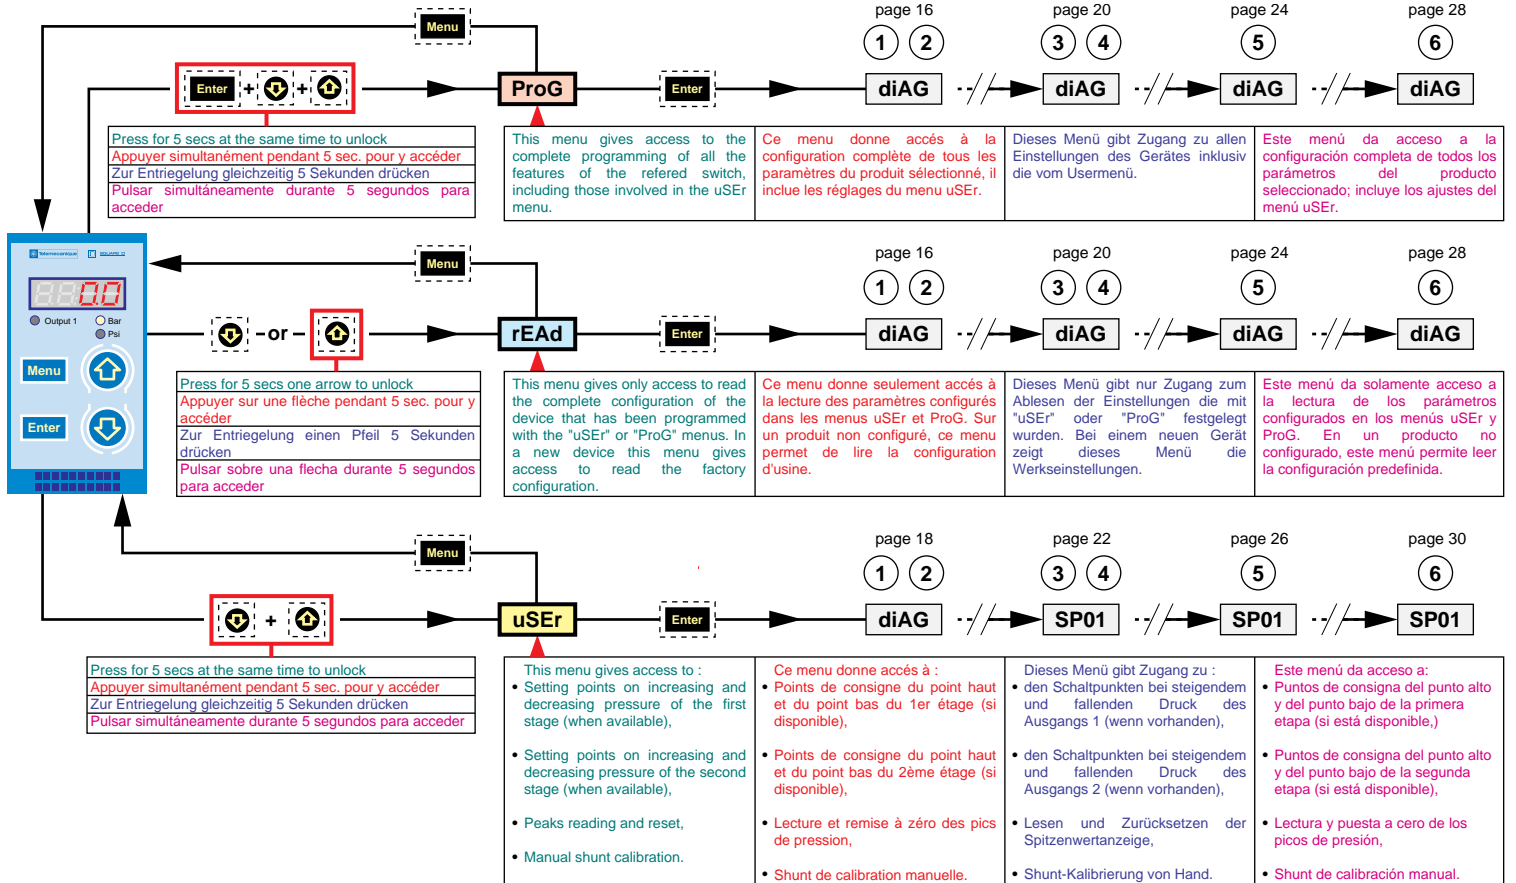 Menu
page 16
page 20
page 24
page 28
1 2
3 4
5
6
Enter + +
ProG
Enter
diAG
diAG
diAG
diAG
Press for 5 secs at the same time to unlock
Appuyer simultanément pendant 5 sec. pour y accéder
Zur Entriegelung gleichzeitig 5 Sekunden drücken
Pulsar simultáneamente durante 5 segundos para
acceder
This menu gives access to the
complete programming of all the
features of the refered switch,
including those involved in the uSEr
menu.
Ce menu donne accés à la
configuration complète de tous les
paramètres du produit sélectionné, il
inclue les réglages du menu uSEr.
Dieses Menü gibt Zugang zu allen
Einstellungen des Gerätes inklusiv
die vom Usermenü.
Este menú da acceso a la
configuración completa de todos los
parámetros del producto
seleccionado; incluye los ajustes del
menú uSEr.
Telemecanique
SQUARE D
0.0
Output 1
Bar
Psi
Menu
Enter
Menu
page 16
page 20
page 24
page 28
1 2
3 4
5
6
or
rEAd
Enter
diAG
diAG
diAG
diAG
Press for 5 secs one arrow to unlock
Appuyer sur une flèche pendant 5 sec. pour y
accéder
Zur Entriegelung einen Pfeil 5 Sekunden
drücken
Pulsar sobre una flecha durante 5 segundos
para acceder
This menu gives only access to read
the complete configuration of the
device that has been programmed
with the "uSEr" or "ProG" menus. In
a new device this menu gives
access to read the factory
configuration.
Ce menu donne seulement accés à
la lecture des paramètres configurés
dans les menus uSEr et ProG. Sur
un produit non configuré, ce menu
permet de lire la configuration
d'usine.
Dieses Menü gibt nur Zugang zum
Ablesen der Einstellungen die mit
"uSEr" oder "ProG" festgelegt
wurden. Bei einem neuen Gerät
zeigt dieses Menü die
Werkseinstellungen.
Este menú da solamente acceso a
la lectura de los parámetros
configurados en los menús uSEr y
ProG. En un producto no
configurado, este menú permite leer
la configuración predefinida.
Menu
page 18
page 22
page 26
page 30
1 2
3 4
5
6
+
uSEr
Enter
diAG
SP01
SP01
SP01
Press for 5 secs at the same time to unlock
Appuyer simultanément pendant 5 sec. pour y accéder
Zur Entriegelung gleichzeitig 5 Sekunden drücken
Pulsar simultáneamente durante 5 segundos para acceder
This menu gives access to :
• Setting points on increasing and
decreasing pressure of the first
stage (when available),
• Setting points on increasing and
decreasing pressure of the second
stage (when available),
• Peaks reading and reset,
• Manual shunt calibration.
Ce menu donne accés à :
• Points de consigne du point haut
et du point bas du 1er étage (si
disponible),
• Points de consigne du point haut
et du point bas du 2ème étage (si
disponible),
• Lecture et remise à zéro des pics
de pression,
• Shunt de calibration manuelle.
Dieses Menü gibt Zugang zu :
• den Schaltpunkten bei steigendem
und fallenden Druck des
Ausgangs 1 (wenn vorhanden),
• den Schaltpunkten bei steigendem
und fallenden Druck des
Ausgangs 2 (wenn vorhanden),
• Lesen und Zurücksetzen der
Spitzenwertanzeige,
• Shunt-Kalibrierung von Hand.
Este menú da acceso a:
• Puntos de consigna del punto alto
y del punto bajo de la primera
etapa (si está disponible,)
• Puntos de consigna del punto alto
y del punto bajo de la segunda
etapa (si está disponible),
• Lectura y puesta a cero de los
picos de presión,
• Shunt de calibración manual.